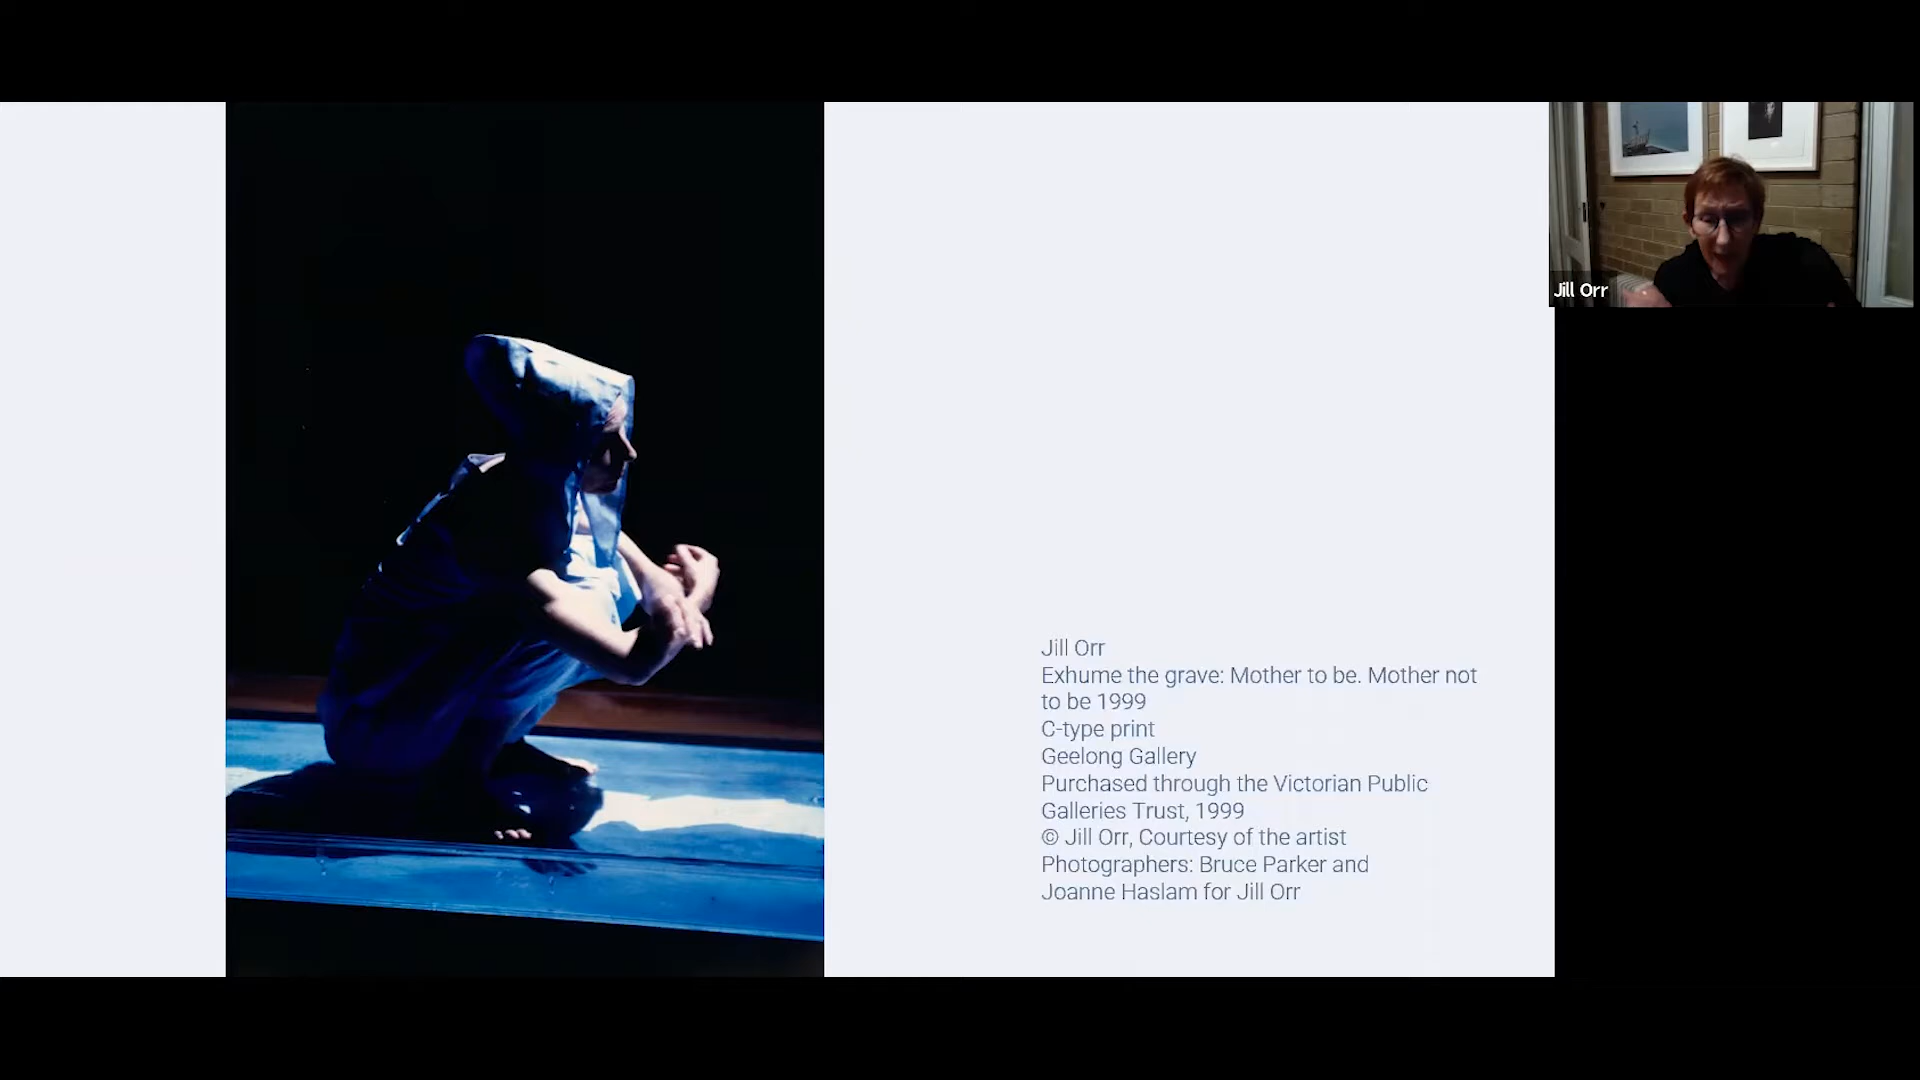 Jill Orr
Jill Orr
Exhume the grave: Mother to be. Mother not
to be 1999
C-type print
Geelong Gallery
Purchased through the Victorian Public
Galleries Trust, 1999
© Jill Orr, Courtesy of the artist
Photographers: Bruce Parker and
Joanne Haslam for Jill Orr